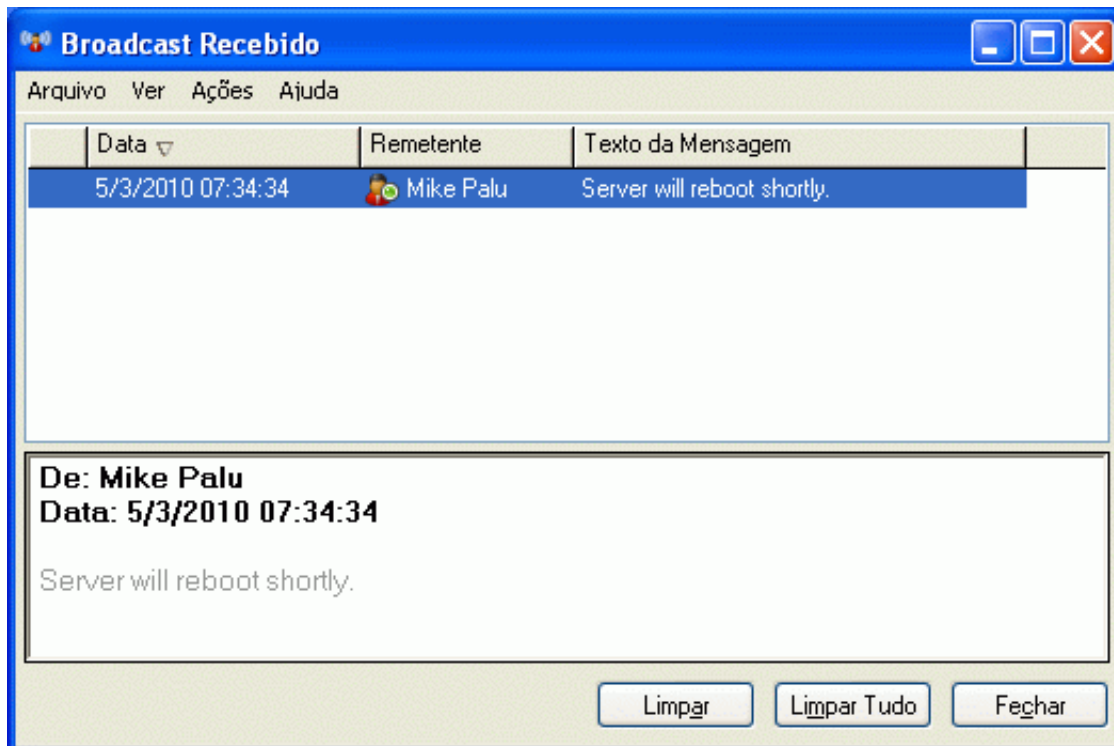 Broadcast Recebido
Arquivo Ver Ações Ajuda
Data Remetente Texto da Mensagem
5/3/2010 07:34:34 Mike Palu Server will reboot shortly.
De: Mike Palu
Data: 5/3/2010 07:34:34
Server will reboot shortly.
Limpar Limpar Tudo Fechar